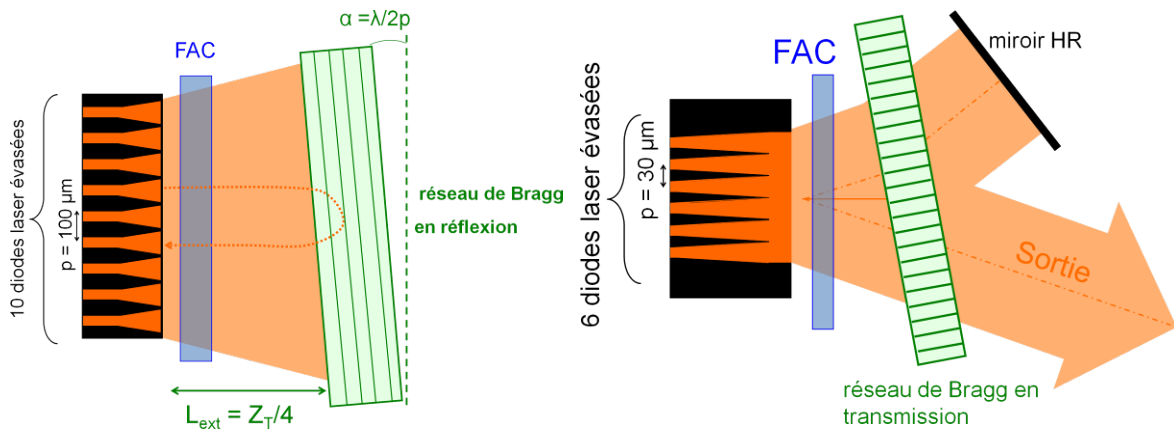 α =λ/2p
FAC
10 diodes laser évasées
p = 100 µm
réseau de Bragg
en réflexion
L_ext = Z_T/4
6 diodes laser évasées
p = 30 µm
FAC
miroir HR
Sortie
réseau de Bragg en
transmission